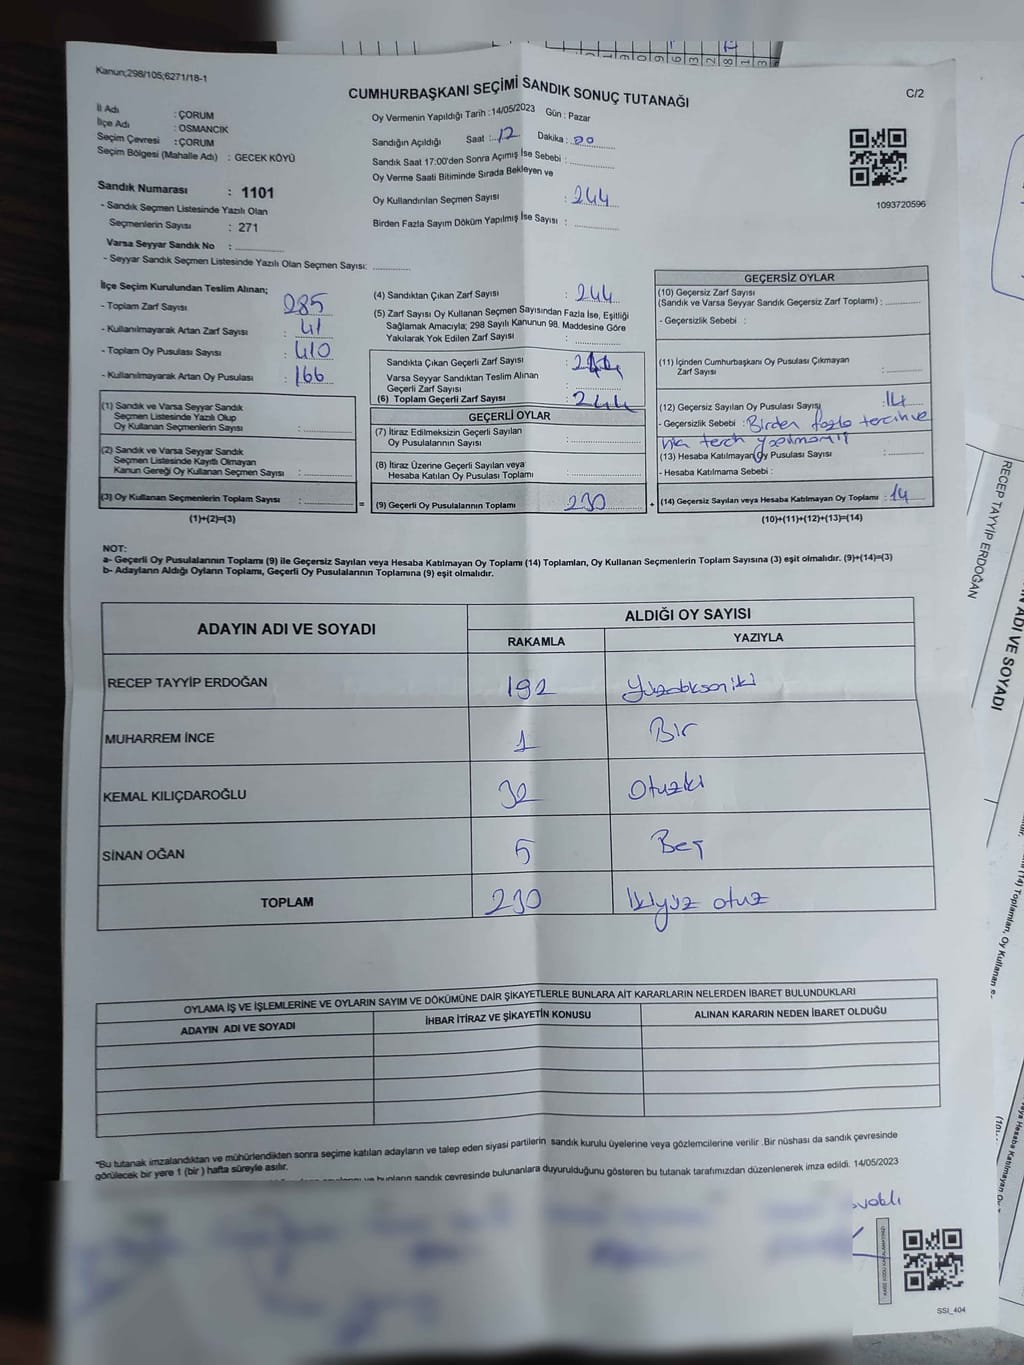 Kanun;298/105;6271/18-1
CUMHURBAŞKANI SEÇİMİ SANDIK SONUÇ TUTANAĞI
C/2
İl Adı : ÇORUM
İlçe Adı : OSMANCIK
Seçim Çevresi : ÇORUM
Seçim Bölgesi (Mahalle Adı) : GECEK KÖYÜ
Sandık Numarası : 1101
- Sandık Seçmen Listesinde Yazılı Olan
Seçmenlerin Sayısı : 271
Varsa Seyyar Sandık No :
- Seyyar Sandık Seçmen Listesinde Yazılı Olan Seçmen Sayısı:
Oy Vermenin Yapıldığı Tarih : 14/05/2023 Gün : Pazar
Sandığın Açıldığı Saat : 17 Dakika : 00
Sandık Saat 17:00'den Sonra Açımış İse Sebebi :
Oy Verme Saati Bitiminde Sırada Bekleyen ve
Oy Kullandırılan Seçmen Sayısı : 244
Birden Fazla Sayım Döküm Yapılmış İse Sayısı :
1093720596
İlçe Seçim Kurulundan Teslim Alınan;
- Toplam Zarf Sayısı : 285
- Kullanılmayarak Artan Zarf Sayısı : 41
- Toplam Oy Pusulası Sayısı : 410
- Kullanılmayarak Artan Oy Pusulası : 166
(1) Sandık ve Varsa Seyyar Sandık
Seçmen Listesinde Yazılı Olup
Oy Kullanan Seçmenlerin Sayısı :
(2) Sandık ve Varsa Seyyar Sandık
Seçmen Listesinde Kayıtlı Olmayan
Kanun Gereği Oy Kullanan Seçmen Sayısı :
(3) Oy Kullanan Seçmenlerin Toplam Sayısı : =
(1)+(2)=(3)
(4) Sandıktan Çıkan Zarf Sayısı : 244
(5) Zarf Sayısı Oy Kullanan Seçmen Sayısından Fazla İse, Eşitliği
Sağlamak Amacıyla; 298 Sayılı Kanunun 98. Maddesine Göre
Yakılarak Yok Edilen Zarf Sayısı :
Sandıkta Çıkan Geçerli Zarf Sayısı : 244
Varsa Seyyar Sandıktan Teslim Alınan
Geçerli Zarf Sayısı :
(6) Toplam Geçerli Zarf Sayısı : 244
GEÇERLİ OYLAR
(7) İtiraz Edilmeksizin Geçerli Sayılan
Oy Pusulalarının Sayısı :
(8) İtiraz Üzerine Geçerli Sayılan veya
Hesaba Katılan Oy Pusulası Toplamı :
(9) Geçerli Oy Pusulalarının Toplamı : 230 +
GEÇERSİZ OYLAR
(10) Geçersiz Zarf Sayısı
(Sandık ve Varsa Seyyar Sandık Geçersiz Zarf Toplamı) :
- Geçersizlik Sebebi :
(11) İçinden Cumhurbaşkanı Oy Pusulası Çıkmayan
Zarf Sayısı :
(12) Geçersiz Sayılan Oy Pusulası Sayısı : 14
- Geçersizlik Sebebi : Birden fazla tercih ve
(13) Hesaba Katılmayan Oy Pusulası Sayısı :
- Hesaba Katılmama Sebebi :
(14) Geçersiz Sayılan veya Hesaba Katılmayan Oy Toplamı : 14
(10)+(11)+(12)+(13)=(14)
NOT:
a- Geçerli Oy Pusulalarının Toplamı (9) ile Geçersiz Sayılan veya Hesaba Katılmayan Oy Toplamı (14) Toplamları, Oy Kullanan Seçmenlerin Toplam Sayısına (3) eşit olmalıdır. (9)+(14)=(3)
b- Adayların Aldığı Oyların Toplamı, Geçerli Oy Pusulalarının Toplamına (9) eşit olmalıdır.
ADAYIN ADI VE SOYADI
ALDIĞI OY SAYISI
RAKAMLA YAZIYLA
RECEP TAYYİP ERDOĞAN 192 Yüzdoksaniki
MUHARREM İNCE 1 Bir
KEMAL KILIÇDAROĞLU 32 Otuziki
SİNAN OĞAN 5 Beş
TOPLAM 230 İkiyüz otuz
OYLAMA İŞ VE İŞLEMLERİNE VE OYLARIN SAYIM VE DÖKÜMÜNE DAİR ŞİKAYETLERLE BUNLARA AİT KARARLARIN NELERDEN İBARET BULUNDUKLARI
ADAYIN ADI VE SOYADI
İHBAR İTİRAZ VE ŞİKAYETİN KONUSU
ALINAN KARARIN NEDEN İBARET OLDUĞU
"Bu tutanak imzalandıktan ve mühürlendikten sonra seçime katılan adayların ve talep eden siyasi partilerin sandık kurulu üyelerine veya gözlemcilerine verilir .Bir nüshası da sandık çevresinde
görülecek bir yere 1 (bir ) hafta süreyle asılır.
ve bunların sandık çevresinde bulunanlara duyurulduğunu gösteren bu tutanak tarafımızdan düzenlenerek imza edildi. 14/05/2023
SSI_404
RECEP TAYYİP ERDOĞAN
N ADI VE SOYADI
(14) Toplamları, Oy Kullanan